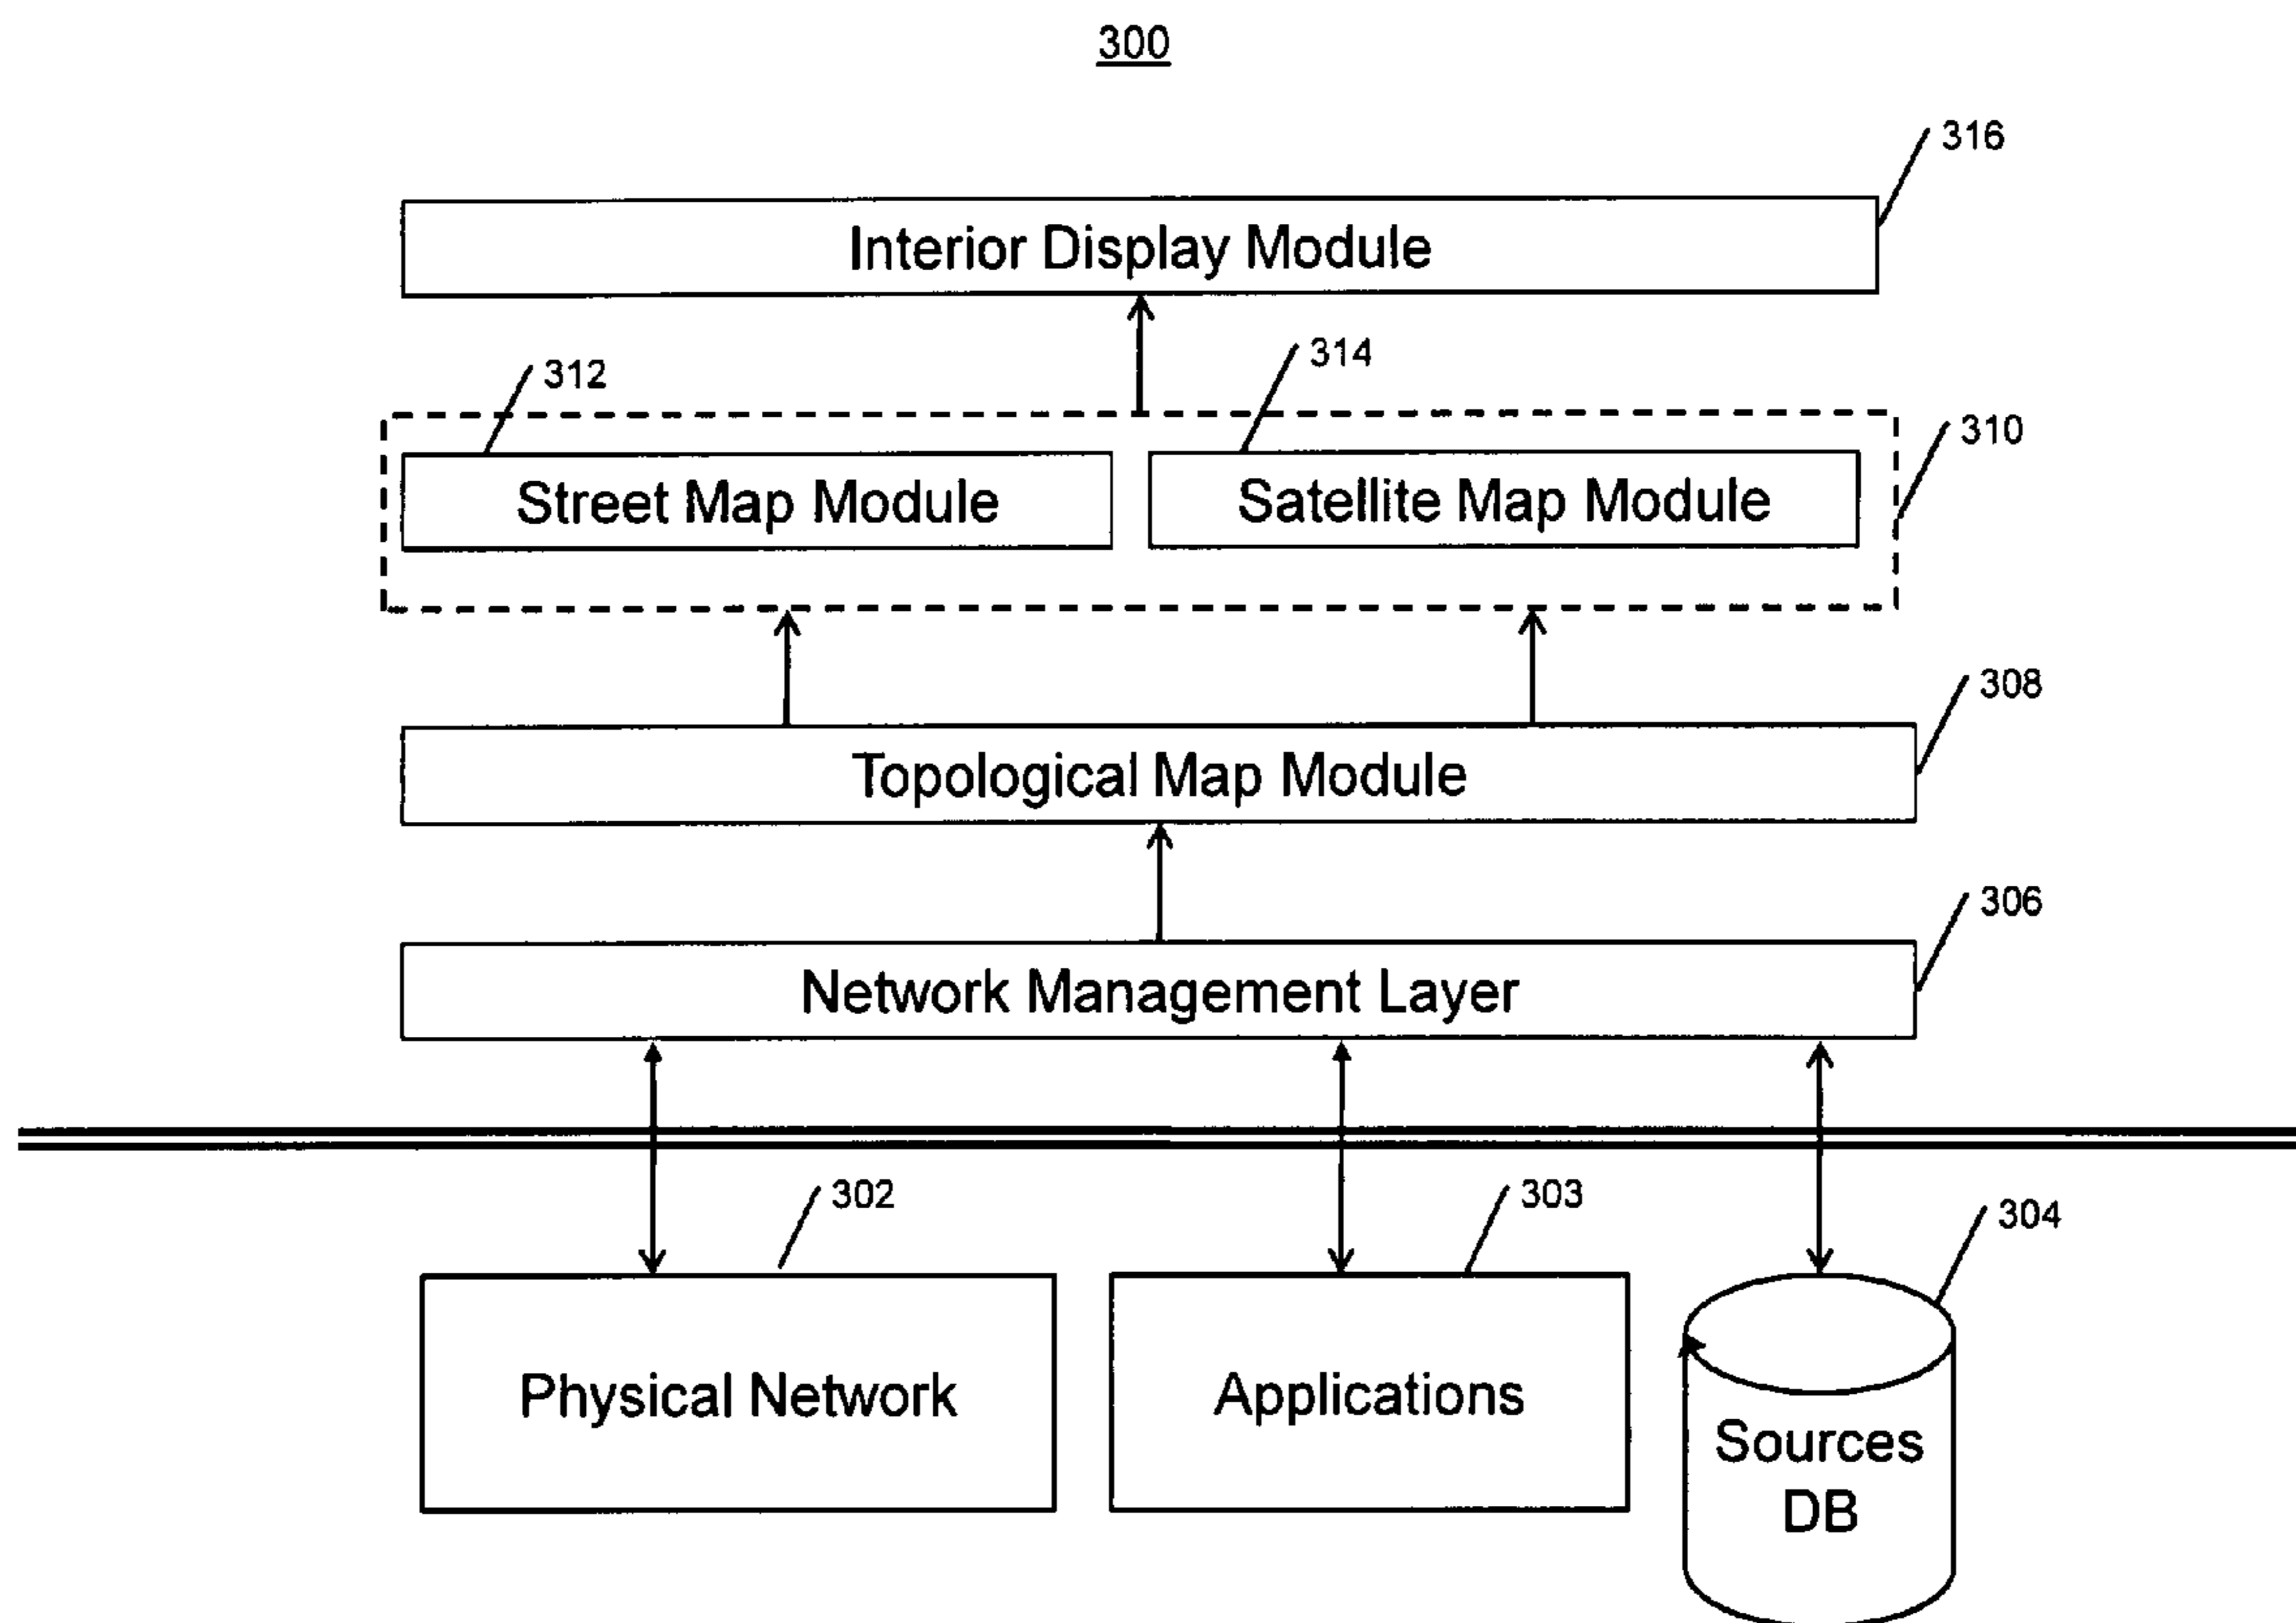 300
316
Interior Display Module
312
314
310
Street Map Module
Satellite Map Module
308
Topological Map Module
306
Network Management Layer
302
303
304
Physical Network
Applications
Sources
DB